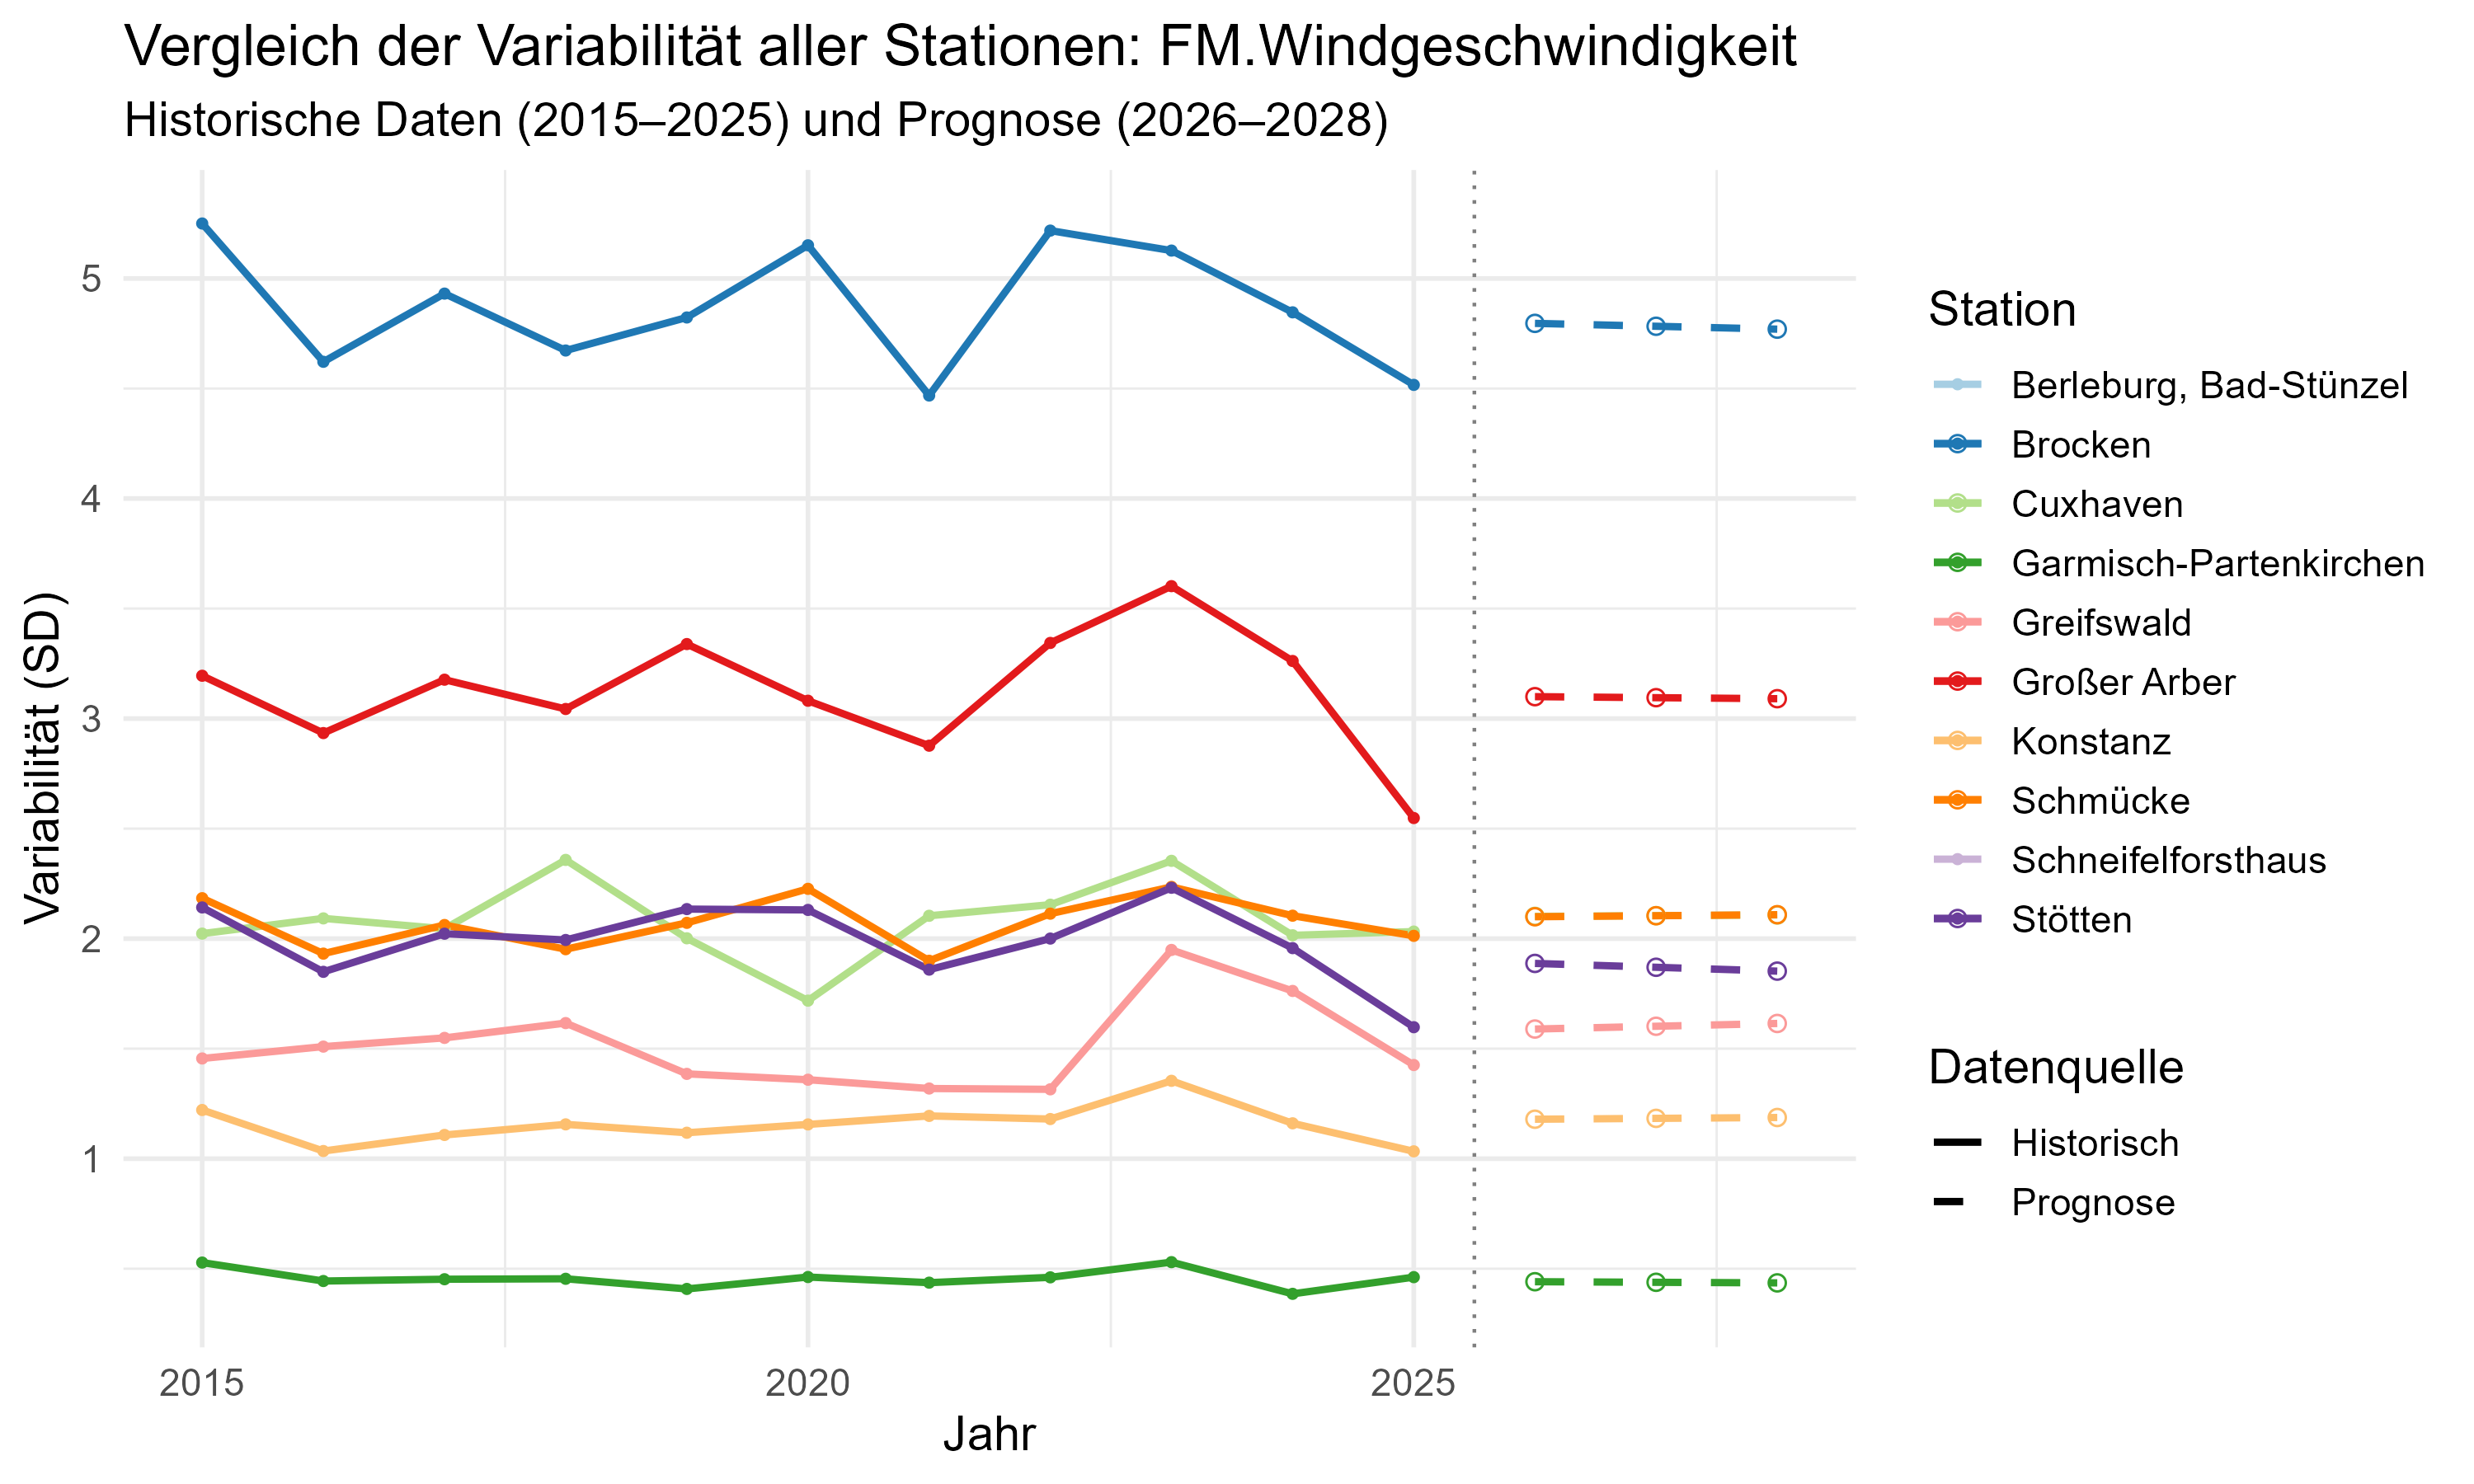 Vergleich der Variabilität aller Stationen: FM.Windgeschwindigkeit
Historische Daten (2015–2025) und Prognose (2026–2028)
Variabilität (SD)
5
4
3
2
1
2015
2020
2025
Jahr
Station
Berleburg, Bad-Stünzel
Brocken
Cuxhaven
Garmisch-Partenkirchen
Greifswald
Großer Arber
Konstanz
Schmücke
Schneifelforsthaus
Stötten
Datenquelle
Historisch
Prognose